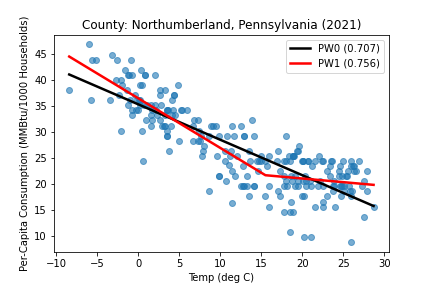 County: Northumberland, Pennsylvania (2021)
Per-Capita Consumption (MMBtu/1000 Households)
45
40
35
30
25
20
15
10
PW0 (0.707)
PW1 (0.756)
−10 −5 0 5 10 15 20 25 30
Temp (deg C)